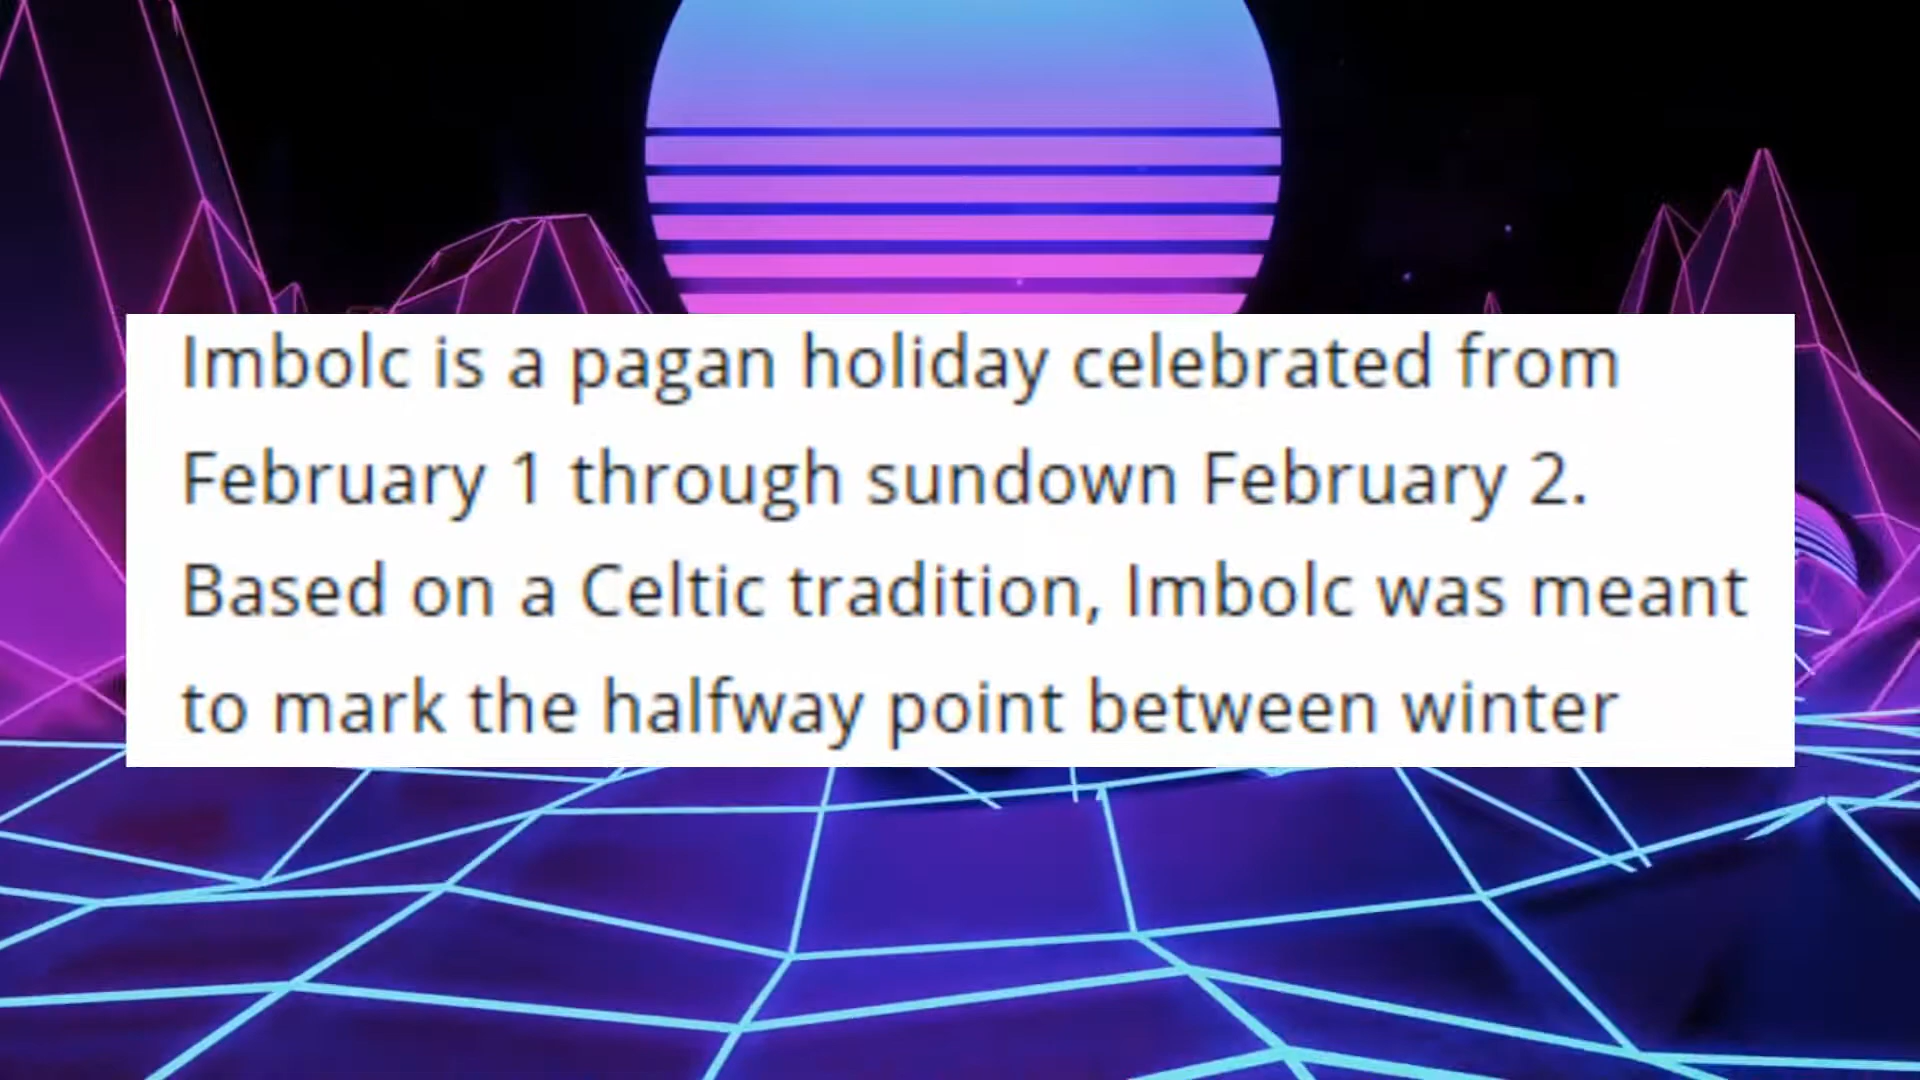 Imbolc is a pagan holiday celebrated from
February 1 through sundown February 2.
Based on a Celtic tradition, Imbolc was meant
to mark the halfway point between winter